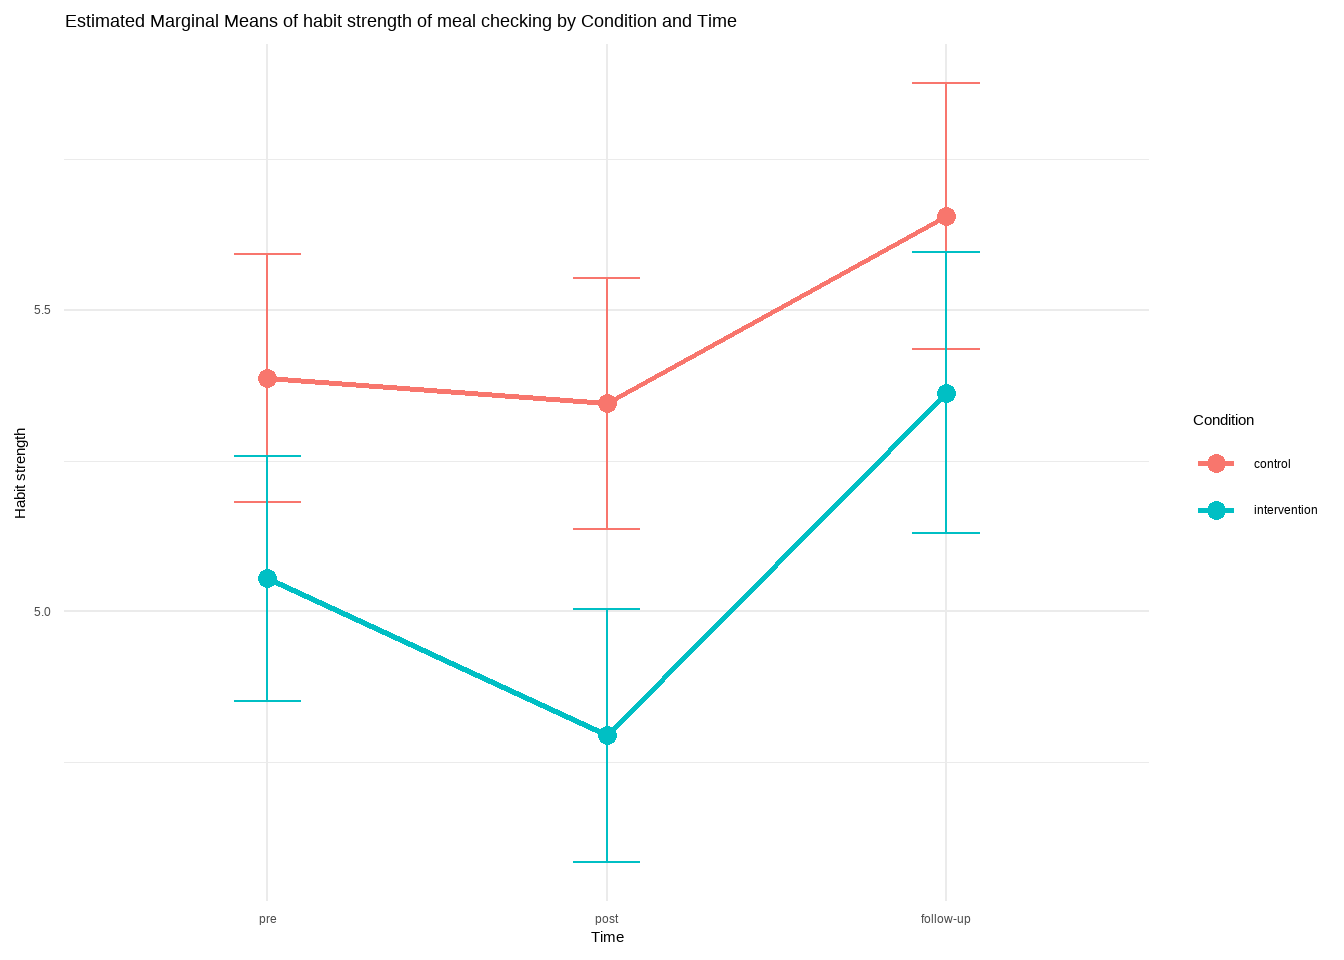 Estimated Marginal Means of habit strength of meal checking by Condition and Time
5.5
5.0
Habit strength
pre
post
follow-up
Time
Condition
control
intervention